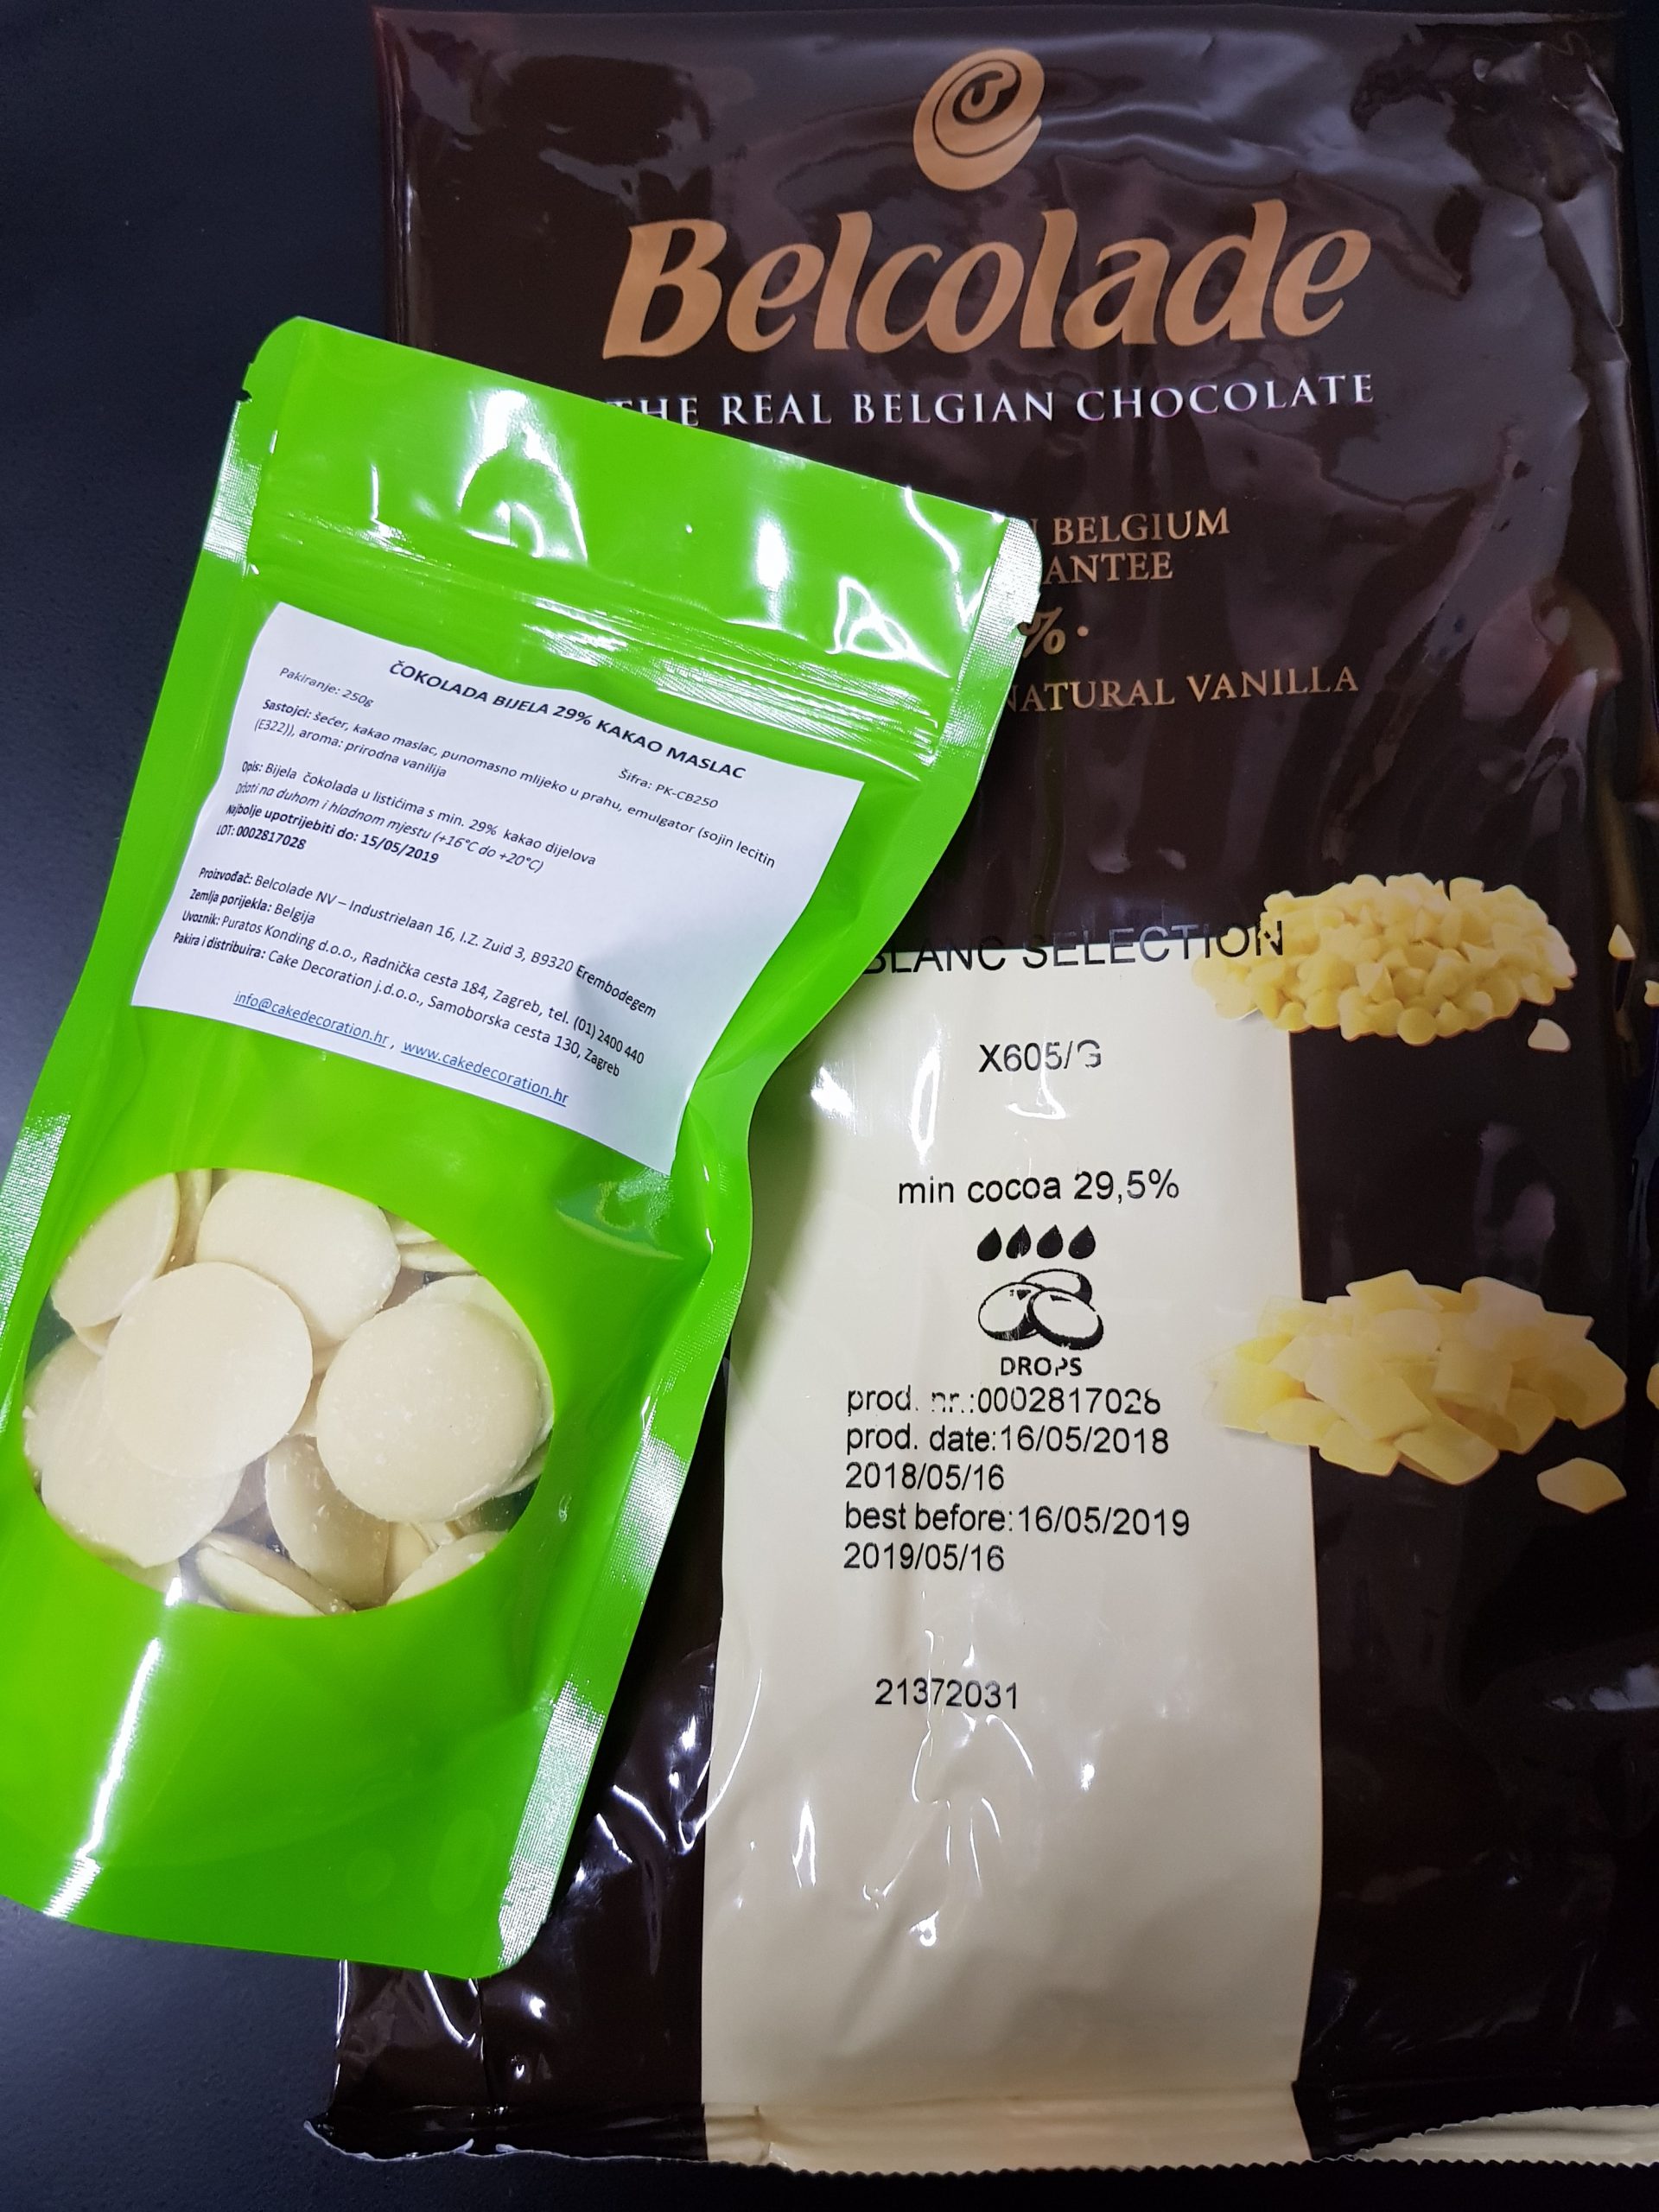 Belcolade
THE REAL BELGIAN CHOCOLATE
BELGIUM
ANTEE
% •
NATURAL VANILLA
BLANC SELECTION
X605/G
min cocoa 29,5%
DROPS
prod. nr.:0002817028
prod. date:16/05/2018
2018/05/16
best before:16/05/2019
2019/05/16
21372031
ČOKOLADA BIJELA 29% KAKAO MASLAC
Pakiranje: 250g
Šifra: PK-CB250
Sastojci: šećer, kakao maslac, punomasno mlijeko u prahu, emulgator (sojin lecitin
(E322)), aroma: prirodna vanilija
Opis: Bijela čokolada u listićima s min. 29% kakao dijelova
Držati na duhom i hladnom mjestu (+16°C do +20°C)
Najbolje upotrijebiti do: 15/05/2019
LOT: 0002817028
Proizvođač: Belcolade NV – Industrielaan 16, I.Z. Zuid 3, B9320 Erembodegem
Zemlja porijekla: Belgija
Uvoznik: Puratos Konding d.o.o., Radnička cesta 184, Zagreb, tel. (01) 2400 440
Pakira i distribuira: Cake Decoration j.d.o.o., Samoborska cesta 130, Zagreb
info@cakedecoration.hr , www.cakedecoration.hr